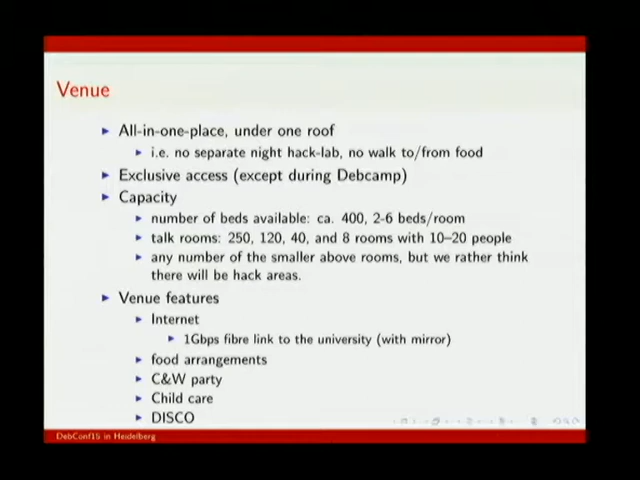 Venue
All-in-one-place, under one roof
i.e. no separate night hack-lab, no walk to/from food
Exclusive access (except during Debcamp)
Capacity
number of beds available: ca. 400, 2-6 beds/room
talk rooms: 250, 120, 40, and 8 rooms with 10–20 people
any number of the smaller above rooms, but we rather think
there will be hack areas.
Venue features
Internet
1Gbps fibre link to the university (with mirror)
food arrangements
C&W party
Child care
DISCO
DebConf15 in Heidelberg